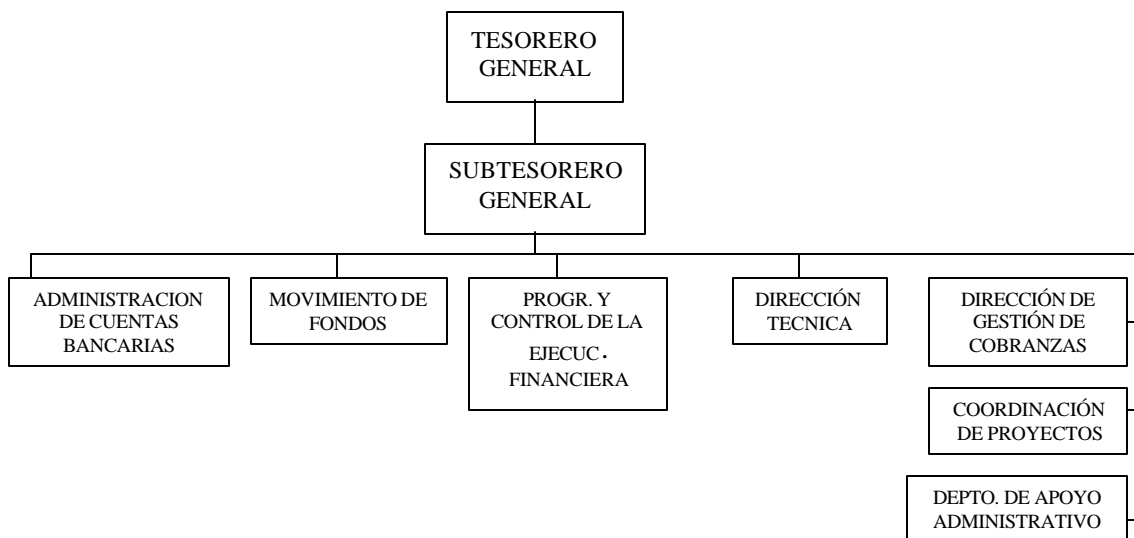 TESORERO
GENERAL
SUBTESORERO
GENERAL
ADMINISTRACION
DE CUENTAS
BANCARIAS
MOVIMIENTO DE
FONDOS
PROGR. Y
CONTROL DE LA
EJECUC.
FINANCIERA
DIRECCIÓN
TECNICA
DIRECCIÓN DE
GESTIÓN DE
COBRANZAS
COORDINACIÓN
DE PROYECTOS
DEPTO. DE APOYO
ADMINISTRATIVO